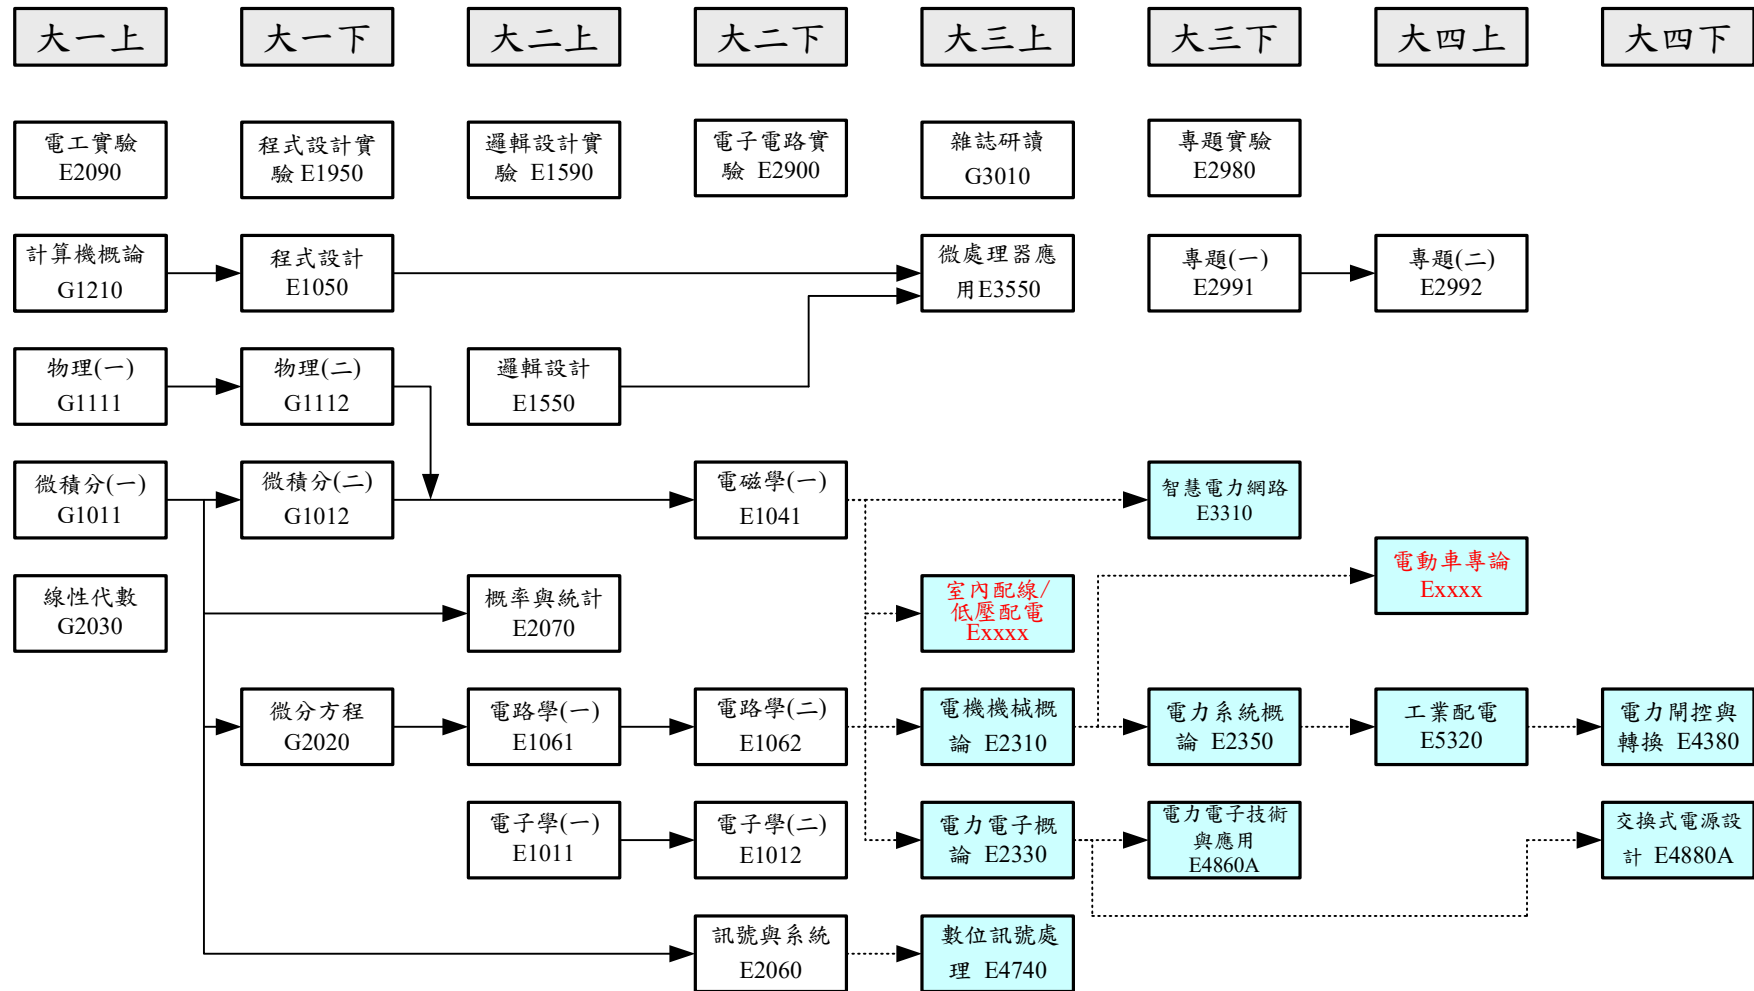 大一上
大一下
大二上
大二下
大三上
大三下
大四上
大四下
電工實驗
E2090
程式設計實
驗 E1950
邏輯設計實
驗 E1590
電子電路實
驗 E2900
雜誌研讀
G3010
專題實驗
E2980
計算機概論
G1210
程式設計
E1050
微處理器應
用E3550
專題(一)
E2991
專題(二)
E2992
物理(一)
G1111
物理(二)
G1112
邏輯設計
E1550
微積分(一)
G1011
微積分(二)
G1012
電磁學(一)
E1041
智慧電力網路
E3310
線性代數
G2030
概率與統計
E2070
室內配線/
低壓配電
Exxxx
電動車專論
Exxxx
微分方程
G2020
電路學(一)
E1061
電路學(二)
E1062
電機機械概
論 E2310
電力系統概
論 E2350
工業配電
E5320
電力閘控與
轉換 E4380
電子學(一)
E1011
電子學(二)
E1012
電力電子概
論 E2330
電力電子技術
與應用
E4860A
交換式電源設
計 E4880A
訊號與系統
E2060
數位訊號處
理 E4740